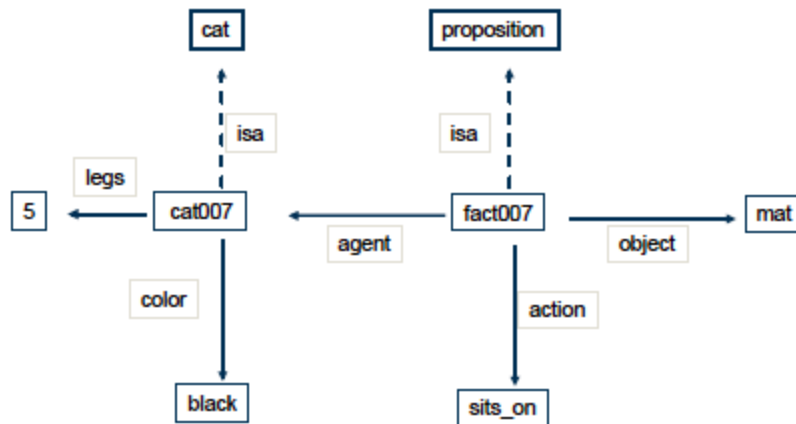 cat
proposition
isa
isa
legs
5
cat007
fact007
mat
agent
object
color
action
black
sits_on